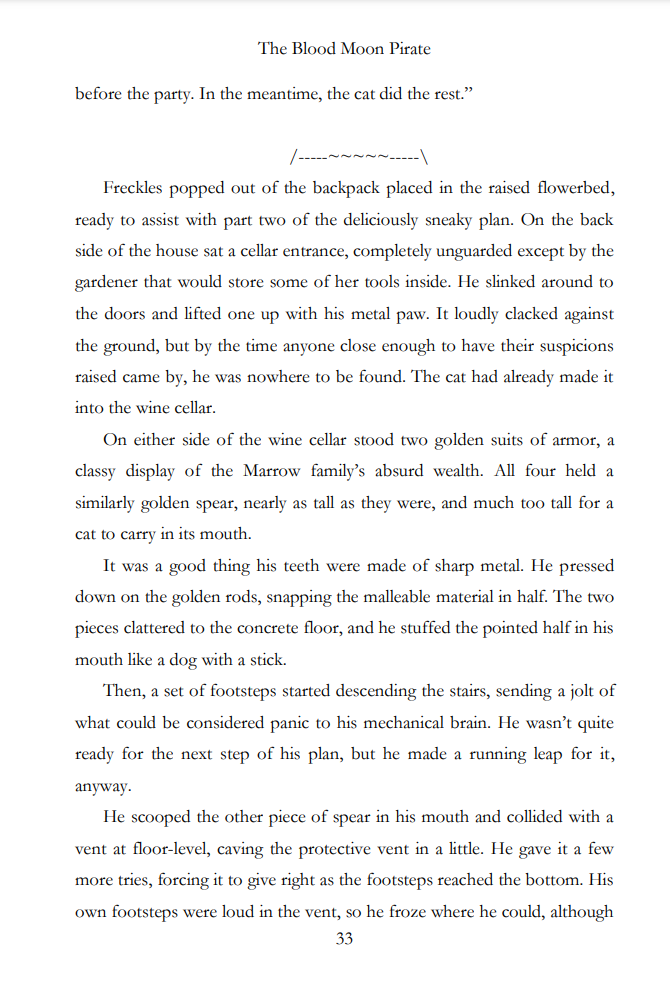 The Blood Moon Pirate
before the party. In the meantime, the cat did the rest.”
/-----~~~~~-----\
Freckles popped out of the backpack placed in the raised flowerbed,
ready to assist with part two of the deliciously sneaky plan. On the back
side of the house sat a cellar entrance, completely unguarded except by the
gardener that would store some of her tools inside. He slinked around to
the doors and lifted one up with his metal paw. It loudly clacked against
the ground, but by the time anyone close enough to have their suspicions
raised came by, he was nowhere to be found. The cat had already made it
into the wine cellar.
On either side of the wine cellar stood two golden suits of armor, a
classy display of the Marrow family’s absurd wealth. All four held a
similarly golden spear, nearly as tall as they were, and much too tall for a
cat to carry in its mouth.
It was a good thing his teeth were made of sharp metal. He pressed
down on the golden rods, snapping the malleable material in half. The two
pieces clattered to the concrete floor, and he stuffed the pointed half in his
mouth like a dog with a stick.
Then, a set of footsteps started descending the stairs, sending a jolt of
what could be considered panic to his mechanical brain. He wasn’t quite
ready for the next step of his plan, but he made a running leap for it,
anyway.
He scooped the other piece of spear in his mouth and collided with a
vent at floor-level, caving the protective vent in a little. He gave it a few
more tries, forcing it to give right as the footsteps reached the bottom. His
own footsteps were loud in the vent, so he froze where he could, although
33